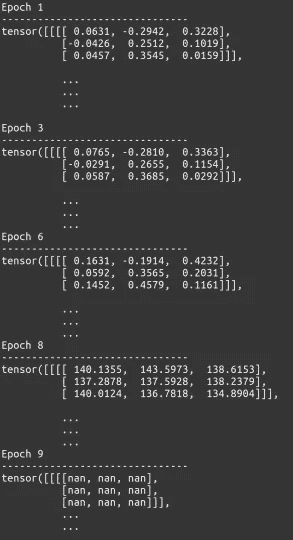 Epoch 1
------------------------------
tensor([[[[ 0.0631, -0.2942,  0.3228],
          [-0.0426,  0.2512,  0.1019],
          [ 0.0457,  0.3545,  0.0159]]],
          ...
          ...
          ...
Epoch 3
------------------------------
tensor([[[[ 0.0765, -0.2810,  0.3363],
          [-0.0291,  0.2655,  0.1154],
          [ 0.0587,  0.3685,  0.0292]]],
          ...
          ...
          ...
Epoch 6
------------------------------
tensor([[[[ 0.1631, -0.1914,  0.4232],
          [ 0.0592,  0.3565,  0.2031],
          [ 0.1452,  0.4579,  0.1161]]],
          ...
          ...
          ...
Epoch 8
------------------------------
tensor([[[[ 140.1355,  143.5973,  138.6153],
          [ 137.2878,  137.5928,  138.2379],
          [ 140.0124,  136.7818,  134.8904]]],
          ...
          ...
          ...
Epoch 9
------------------------------
tensor([[[[nan, nan, nan],
          [nan, nan, nan],
          [nan, nan, nan]]],
          ...
          ...